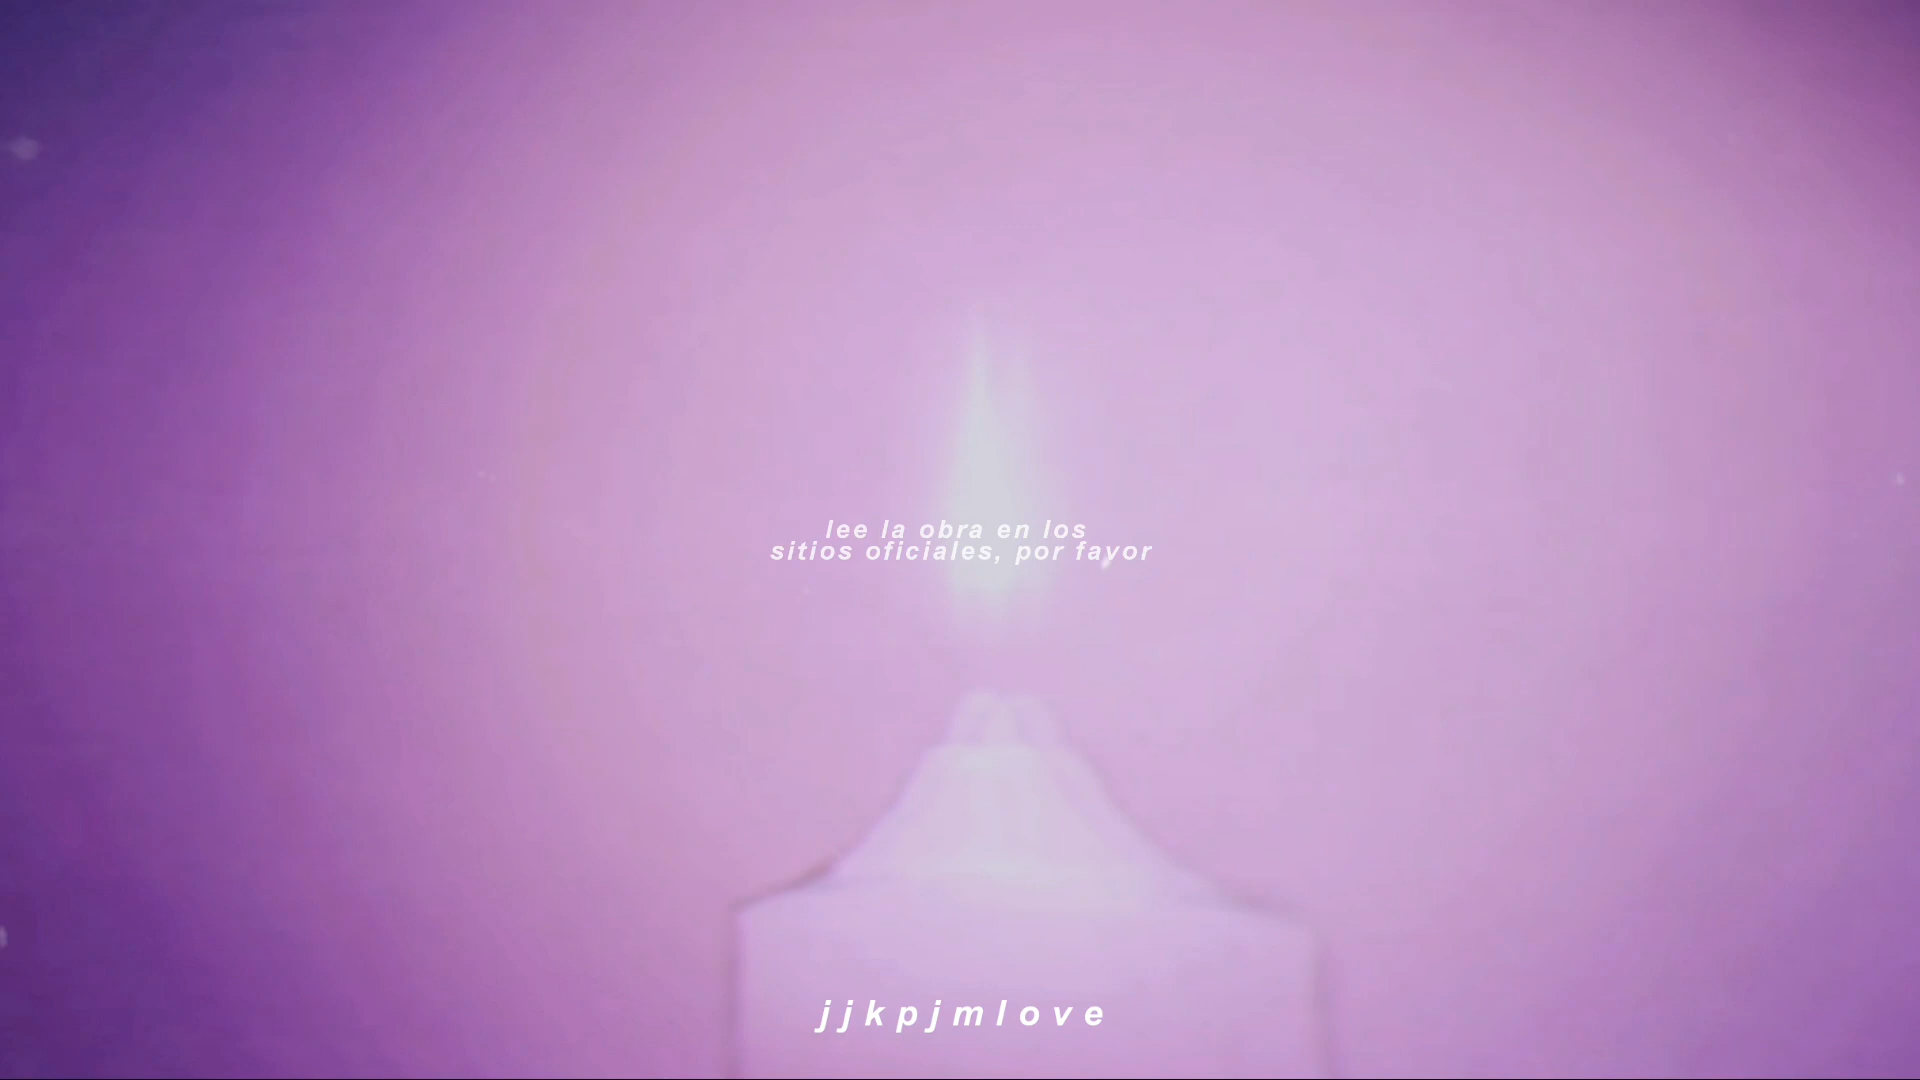 lee la obra en los
sitios oficiales, por favor
jjkpjmlove